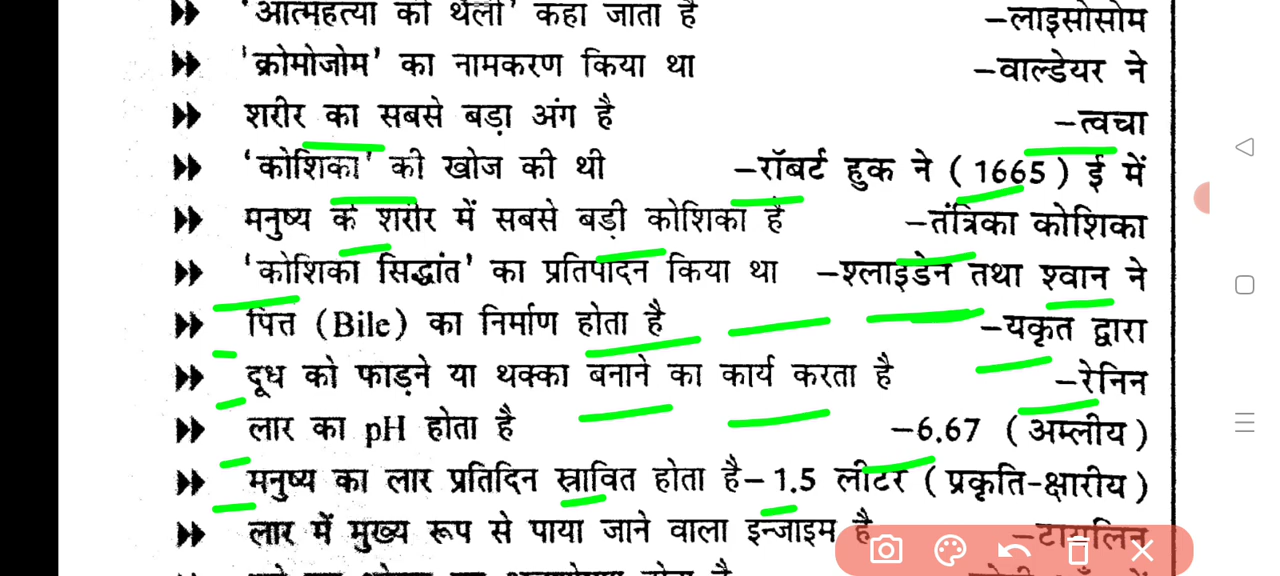 'आत्महत्या की थैली' कहा जाता है –लाइसोसोम
'क्रोमोजोम' का नामकरण किया था –वाल्डेयर ने
शरीर का सबसे बड़ा अंग है –त्वचा
'कोशिका' की खोज की थी –रॉबर्ट हुक ने (1665) ई में
मनुष्य के शरीर में सबसे बड़ी कोशिका है –तंत्रिका कोशिका
'कोशिका सिद्धांत' का प्रतिपादन किया था –श्लाइडेन तथा श्वान ने
पित्त (Bile) का निर्माण होता है –यकृत द्वारा
दूध को फाड़ने या थक्का बनाने का कार्य करता है –रेनिन
लार का pH होता है –6.67 (अम्लीय)
मनुष्य का लार प्रतिदिन स्रावित होता है– 1.5 लीटर (प्रकृति-क्षारीय)
लार में मुख्य रूप से पाया जाने वाला इन्जाइम है –टायलिन